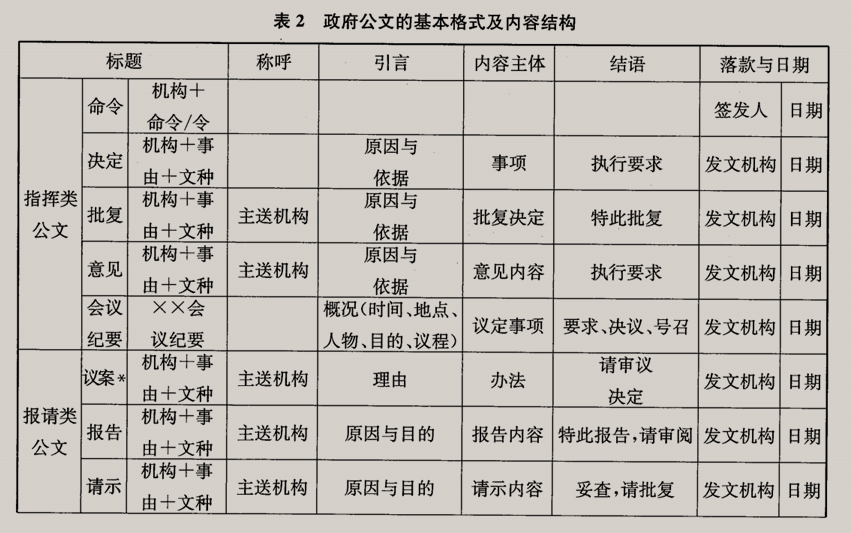 表2 政府公文的基本格式及内容结构
标题 称呼 引言 内容主体 结语 落款与日期
指挥类公文
命令 机构＋命令/令 签发人 日期
决定 机构＋事由＋文种 原因与依据 事项 执行要求 发文机构 日期
批复 机构＋事由＋文种 主送机构 原因与依据 批复决定 特此批复 发文机构 日期
意见 机构＋事由＋文种 主送机构 原因与依据 意见内容 执行要求 发文机构 日期
会议纪要 ××会议纪要 概况(时间、地点、人物、目的、议程) 议定事项 要求、决议、号召 发文机构 日期
报请类公文
议案* 机构＋事由＋文种 主送机构 理由 办法 请审议决定 发文机构 日期
报告 机构＋事由＋文种 主送机构 原因与目的 报告内容 特此报告,请审阅 发文机构 日期
请示 机构＋事由＋文种 主送机构 原因与目的 请示内容 妥查,请批复 发文机构 日期